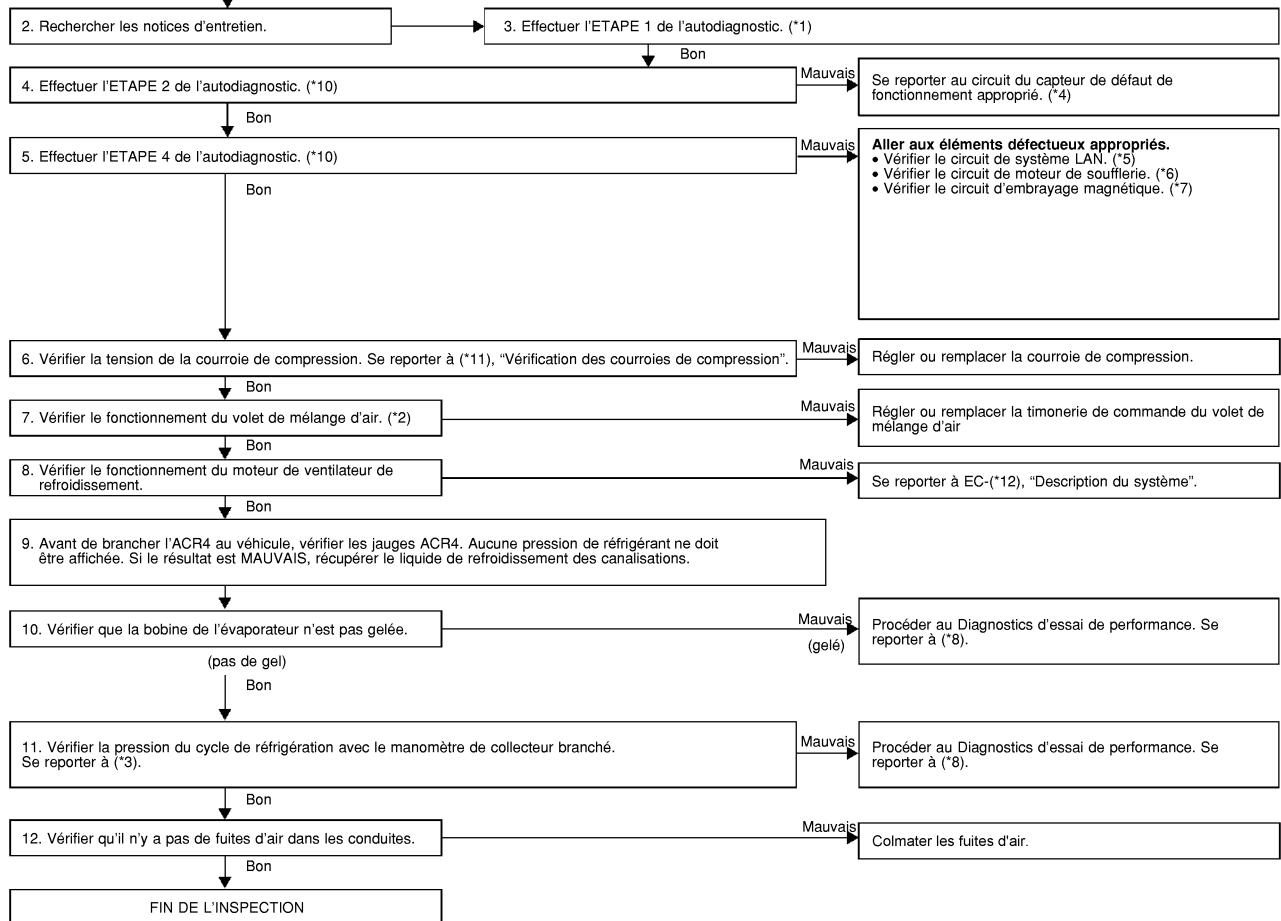 2. Rechercher les notices d'entretien.
3. Effectuer l'ETAPE 1 de l'autodiagnostic. (*1)
Bon
4. Effectuer l'ETAPE 2 de l'autodiagnostic. (*10)
Mauvais
Se reporter au circuit du capteur de défaut de
fonctionnement approprié. (*4)
Bon
5. Effectuer l'ETAPE 4 de l'autodiagnostic. (*10)
Mauvais
Aller aux éléments défectueux appropriés.
• Vérifier le circuit de système LAN. (*5)
• Vérifier le circuit de moteur de soufflerie. (*6)
• Vérifier le circuit d'embrayage magnétique. (*7)
Bon
6. Vérifier la tension de la courroie de compression. Se reporter à (*11), “Vérification des courroies de compression”.
Mauvais
Régler ou remplacer la courroie de compression.
Bon
7. Vérifier le fonctionnement du volet de mélange d'air. (*2)
Mauvais
Régler ou remplacer la timonerie de commande du volet de
mélange d'air
Bon
8. Vérifier le fonctionnement du moteur de ventilateur de
refroidissement.
Mauvais
Se reporter à EC-(*12), “Description du système”.
Bon
9. Avant de brancher l'ACR4 au véhicule, vérifier les jauges ACR4. Aucune pression de réfrigérant ne doit
être affichée. Si le résultat est MAUVAIS, récupérer le liquide de refroidissement des canalisations.
10. Vérifier que la bobine de l'évaporateur n'est pas gelée.
Mauvais
(gelé)
Procéder au Diagnostics d'essai de performance. Se
reporter à (*8).
(pas de gel)
Bon
11. Vérifier la pression du cycle de réfrigération avec le manomètre de collecteur branché.
Se reporter à (*3).
Mauvais
Procéder au Diagnostics d'essai de performance. Se
reporter à (*8).
Bon
12. Vérifier qu'il n'y a pas de fuites d'air dans les conduites.
Mauvais
Colmater les fuites d'air.
Bon
FIN DE L'INSPECTION